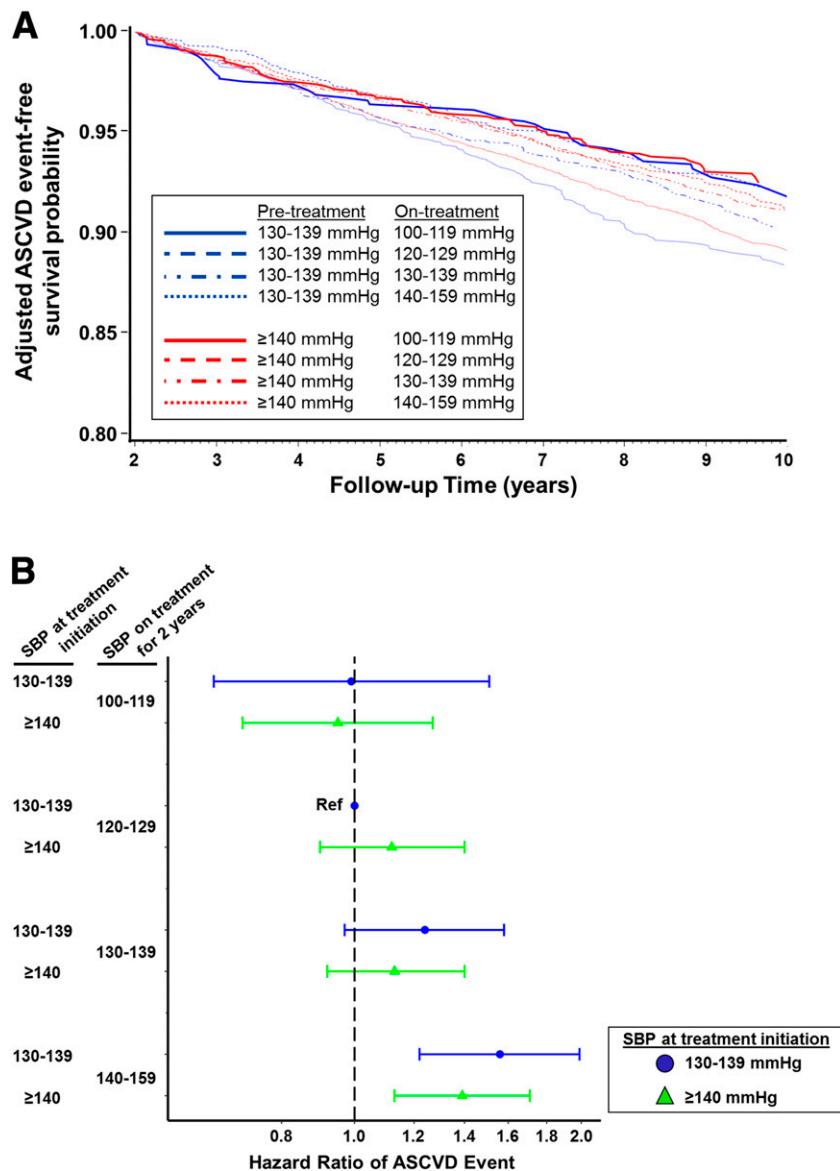 A
Adjusted ASCVD event-free
survival probability
1.00
0.95
0.90
0.85
0.80
Pre-treatment On-treatment
130-139 mmHg 100-119 mmHg
130-139 mmHg 120-129 mmHg
130-139 mmHg 130-139 mmHg
130-139 mmHg 140-159 mmHg
≥140 mmHg 100-119 mmHg
≥140 mmHg 120-129 mmHg
≥140 mmHg 130-139 mmHg
≥140 mmHg 140-159 mmHg
2 3 4 5 6 7 8 9 10
Follow-up Time (years)
B
SBP at treatment
initiation
SBP on treatment
for 2 years
130-139
100-119
≥140
130-139
Ref
120-129
≥140
130-139
130-139
≥140
130-139
140-159
≥140
SBP at treatment initiation
130-139 mmHg
≥140 mmHg
0.8 1.0 1.2 1.4 1.6 1.8 2.0
Hazard Ratio of ASCVD Event